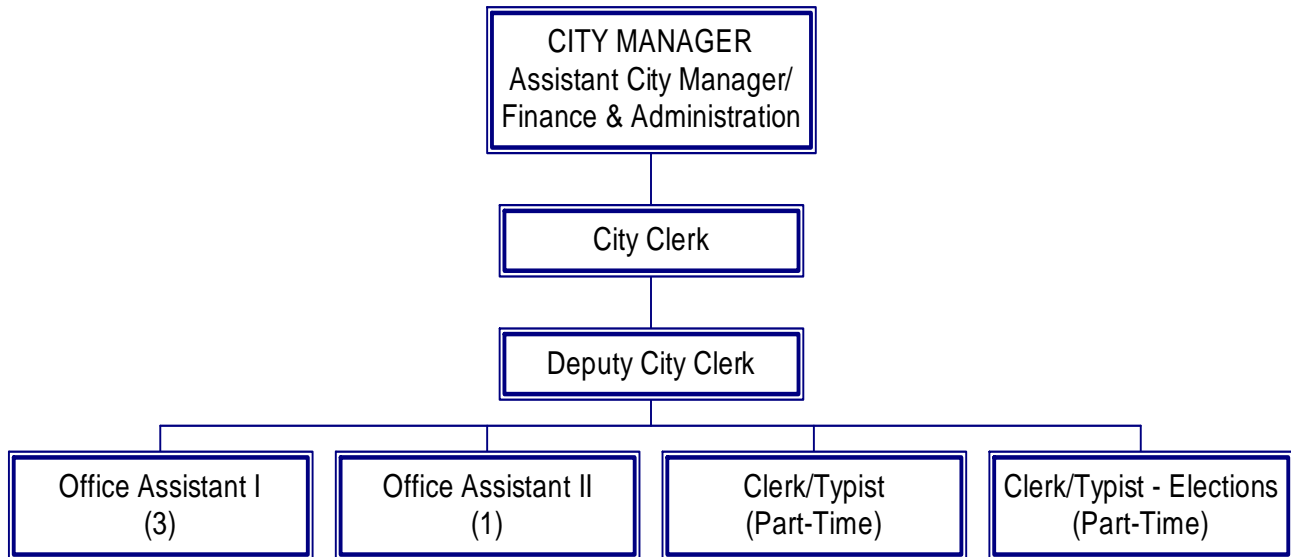 CITY MANAGER
Assistant City Manager/
Finance & Administration
City Clerk
Deputy City Clerk
Office Assistant I
(3)
Office Assistant II
(1)
Clerk/Typist
(Part-Time)
Clerk/Typist - Elections
(Part-Time)